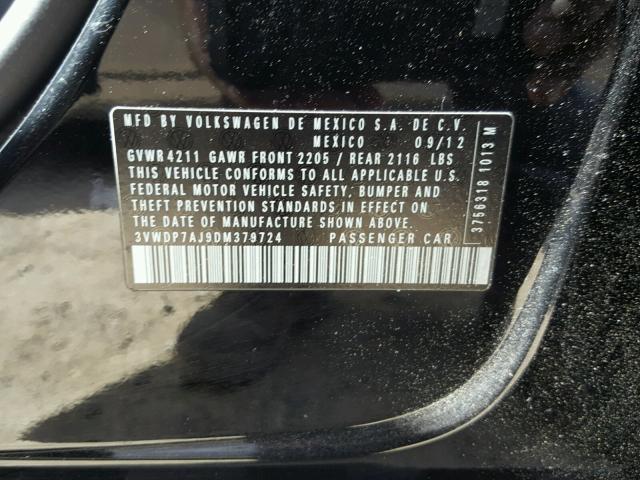 MFD BY VOLKSWAGEN DE MEXICO S.A. DE C.V.
MEXICO 09/12
GVWR 4211 GAWR FRONT 2205 / REAR 2116 LBS
THIS VEHICLE CONFORMS TO ALL APPLICABLE U.S.
FEDERAL MOTOR VEHICLE SAFETY, BUMPER AND
THEFT PREVENTION STANDARDS IN EFFECT ON
THE DATE OF MANUFACTURE SHOWN ABOVE.
3VWDP7AJ9DM379724 PASSENGER CAR
3756318 1013 M